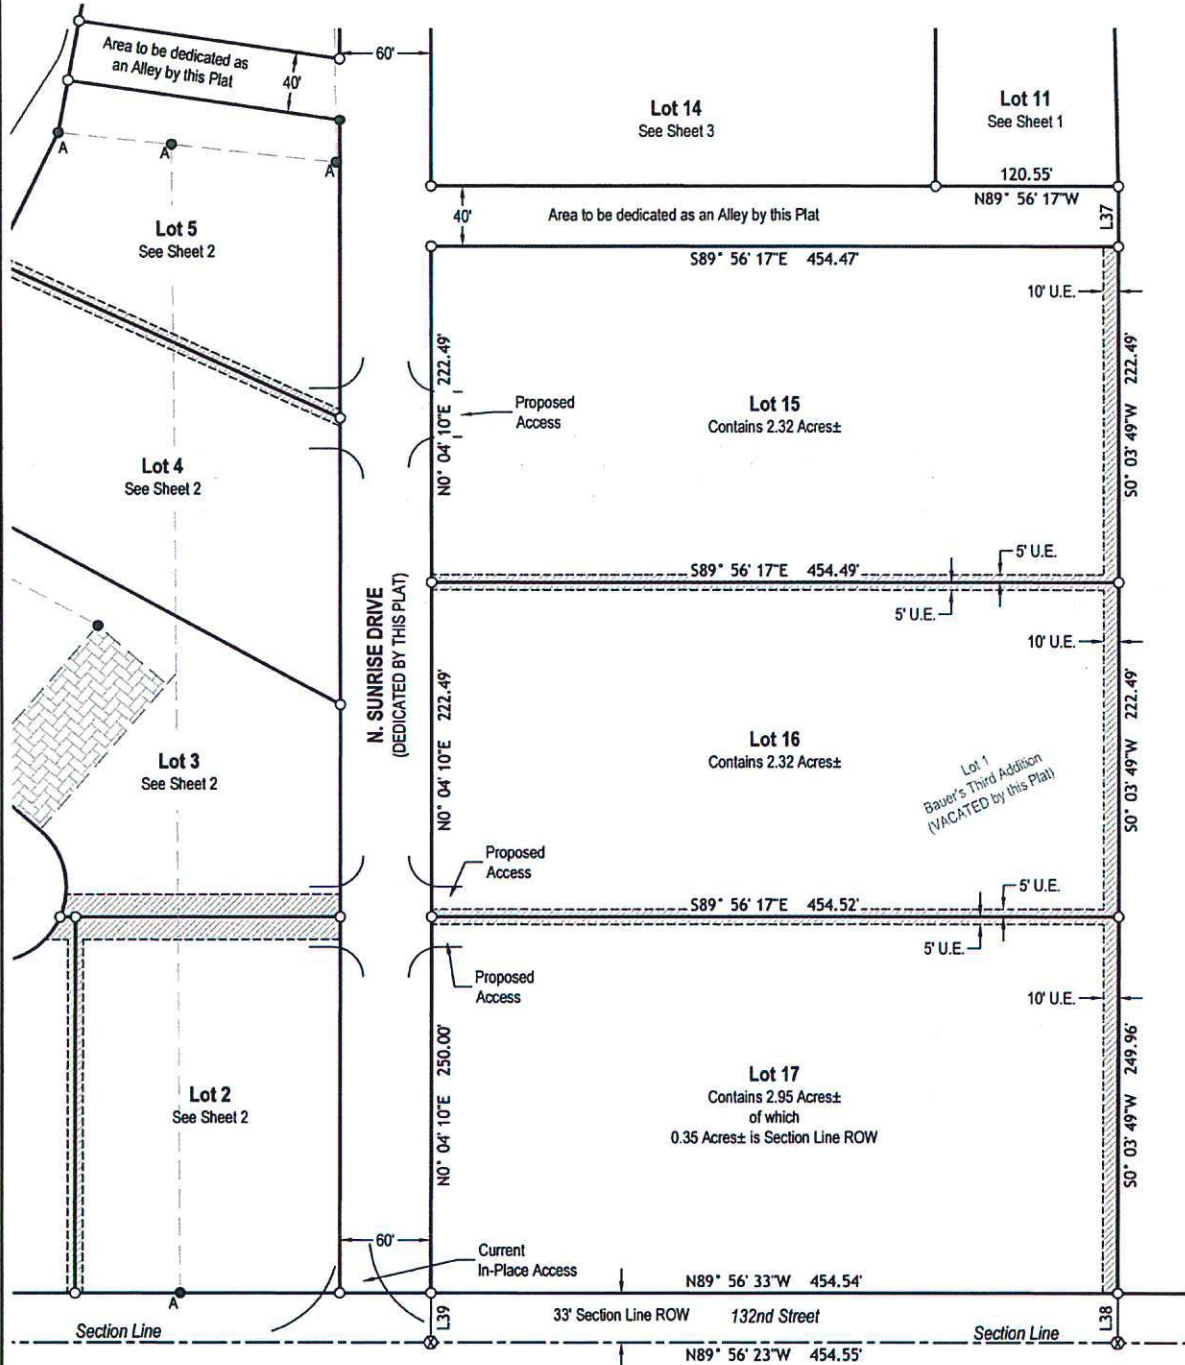 Area to be dedicated as
an Alley by this Plat
40'
60'
Lot 14
See Sheet 3
Lot 11
See Sheet 1
120.55'
N89° 56' 17"W
L37
A
A
A
40'
Area to be dedicated as an Alley by this Plat
Lot 5
See Sheet 2
S89° 56' 17"E 454.47'
10' U.E.
N0° 04' 10"E 222.49'
S0° 03' 49"W 222.49'
Proposed
Access
Lot 15
Contains 2.32 Acres±
Lot 4
See Sheet 2
5' U.E.
S89° 56' 17"E 454.49'
5' U.E.
10' U.E.
N. SUNRISE DRIVE
(DEDICATED BY THIS PLAT)
N0° 04' 10"E 222.49'
S0° 03' 49"W 222.49'
Lot 16
Contains 2.32 Acres±
Lot 1
Bauer's Third Addition
(VACATED by this Plat)
Lot 3
See Sheet 2
Proposed
Access
5' U.E.
S89° 56' 17"E 454.52'
5' U.E.
Proposed
Access
10' U.E.
N0° 04' 10"E 250.00'
S0° 03' 49"W 249.96'
Lot 17
Contains 2.95 Acres±
of which
0.35 Acres± is Section Line ROW
Lot 2
See Sheet 2
60'
Current
In-Place Access
N89° 56' 33"W 454.54'
A
L39
33' Section Line ROW 132nd Street
L38
Section Line
Section Line
N89° 56' 23"W 454.55'